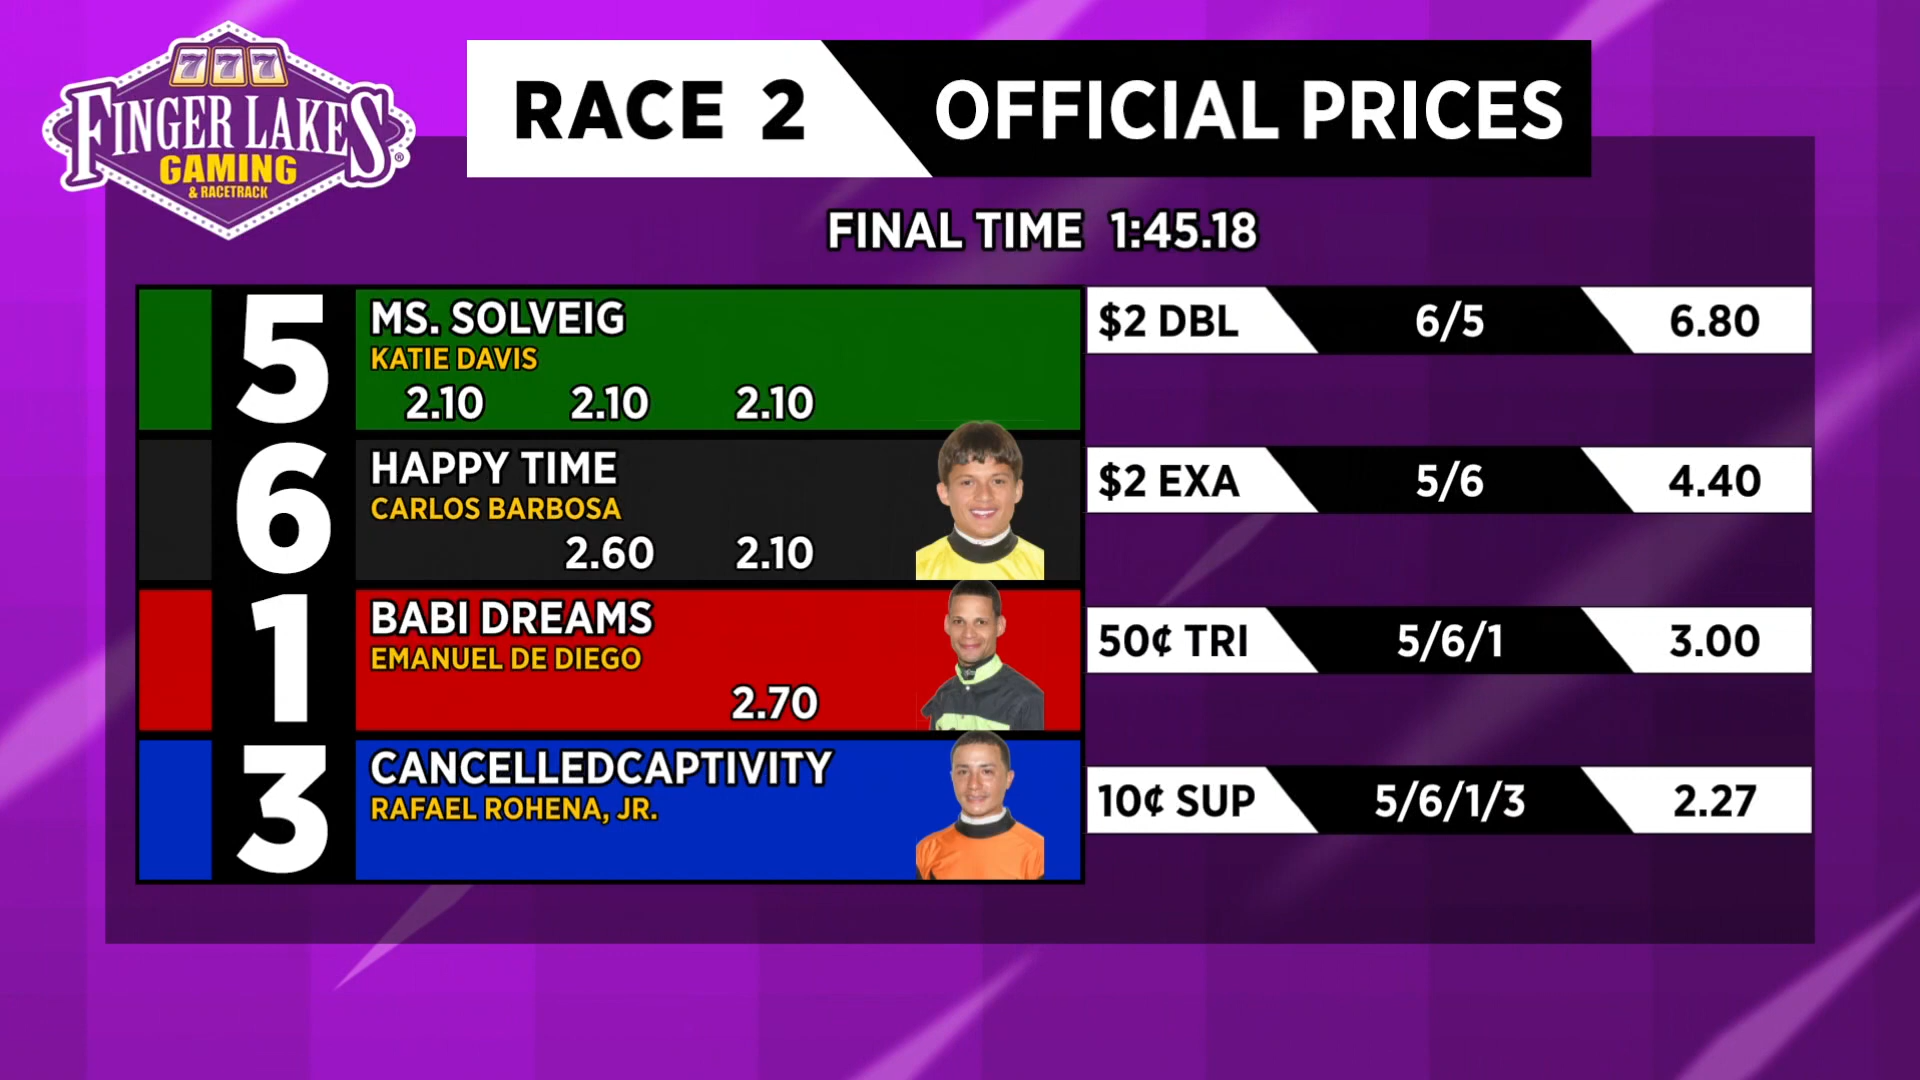 777
FINGER LAKES®
GAMING
& RACETRACK
RACE 2
OFFICIAL PRICES
FINAL TIME 1:45.18
5
MS. SOLVEIG
KATIE DAVIS
2.10 2.10 2.10
6
HAPPY TIME
CARLOS BARBOSA
2.60 2.10
1
BABI DREAMS
EMANUEL DE DIEGO
2.70
3
CANCELLEDCAPTIVITY
RAFAEL ROHENA, JR.
$2 DBL 6/5 6.80
$2 EXA 5/6 4.40
50¢ TRI 5/6/1 3.00
10¢ SUP 5/6/1/3 2.27